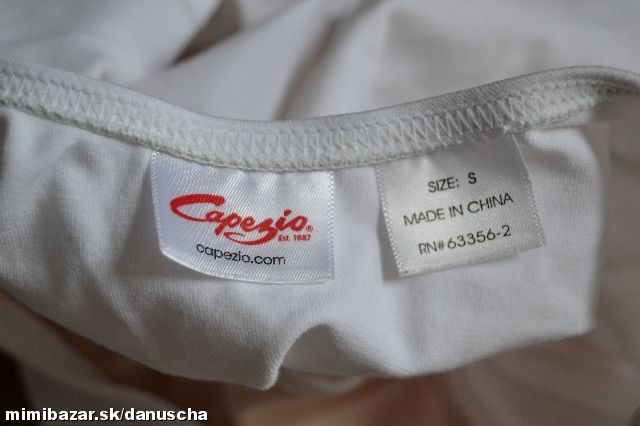 Capezio®
Est. 1887
capezio.com
SIZE: S
MADE IN CHINA
RN#63356-2
mimibazar.sk/danuscha